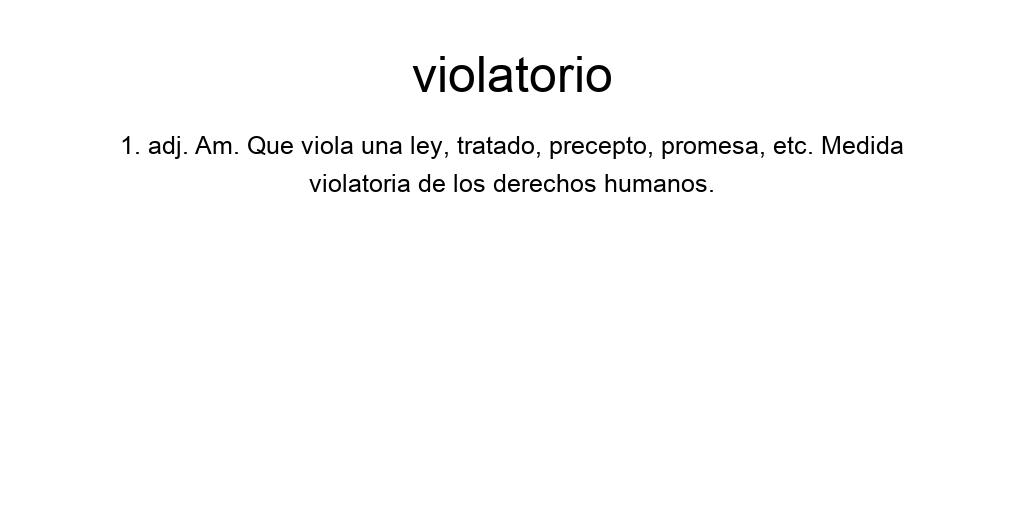 violatorio
1. adj. Am. Que viola una ley, tratado, precepto, promesa, etc. Medida
violatoria de los derechos humanos.